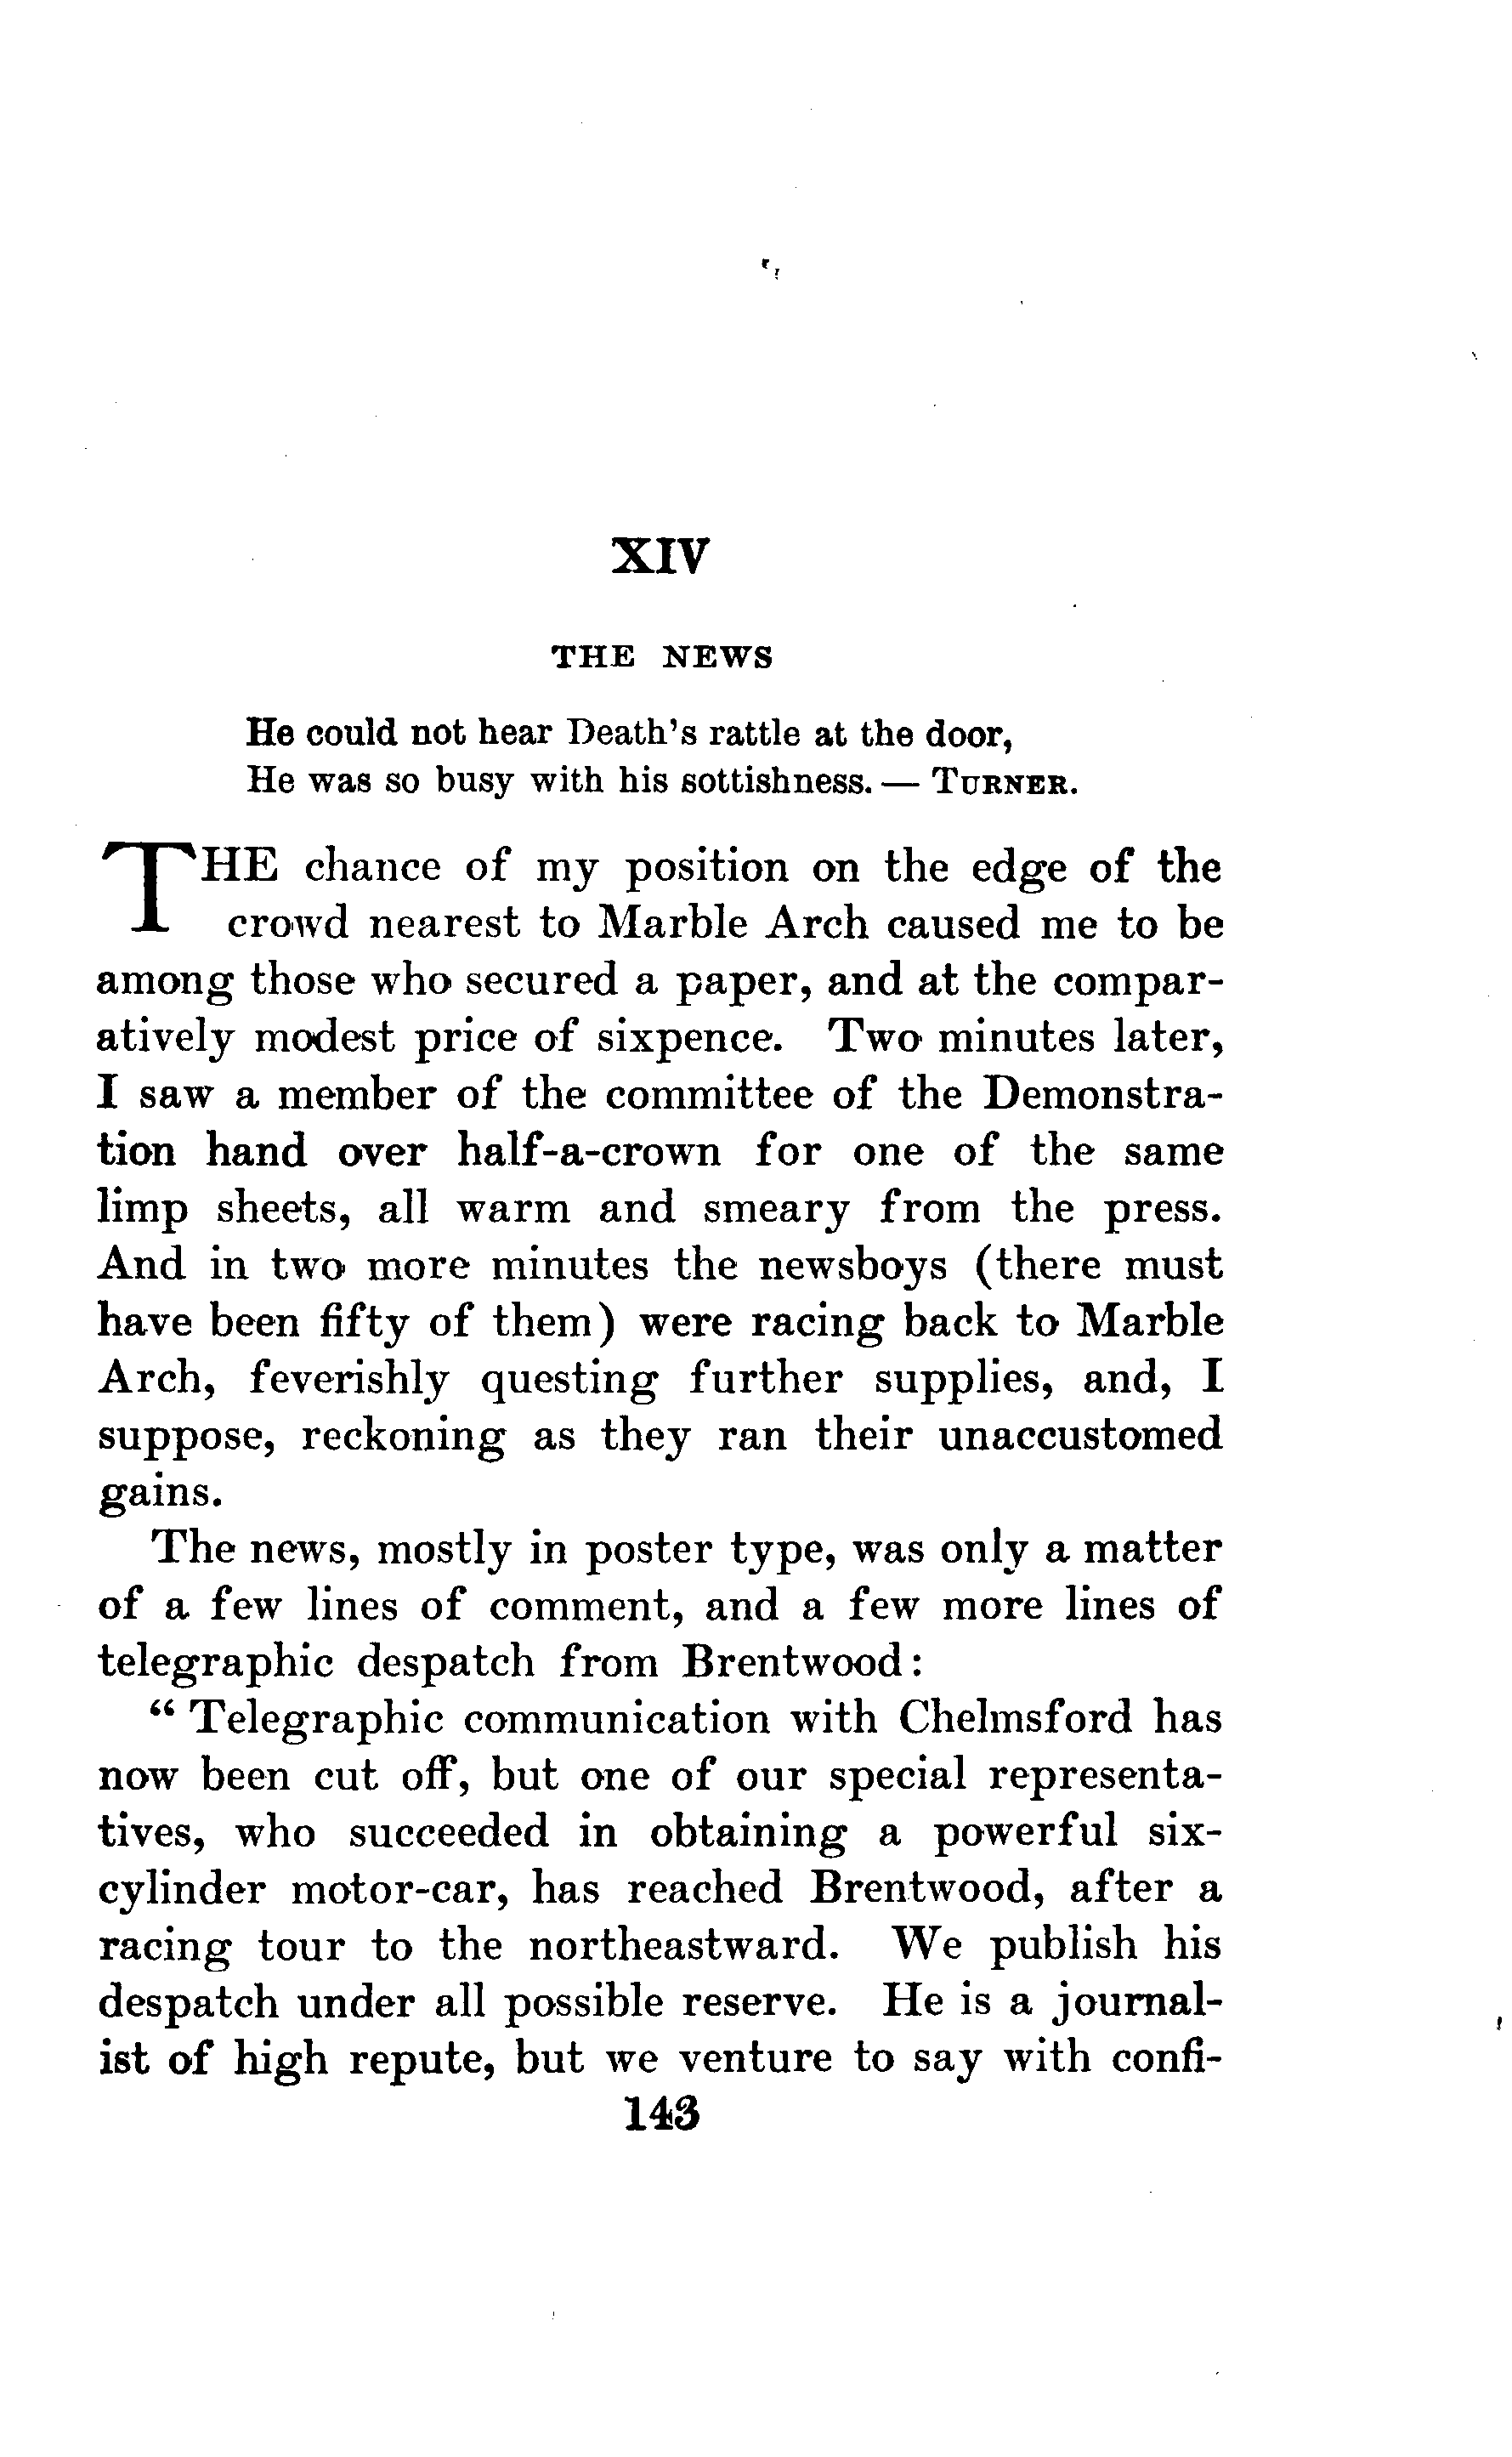 XIV
THE NEWS
He could not hear Death's rattle at the door,
He was so busy with his sottishness. — TURNER.
THE chance of my position on the edge of the
crowd nearest to Marble Arch caused me to be
among those who secured a paper, and at the compar-
atively modest price of sixpence. Two minutes later,
I saw a member of the committee of the Demonstra-
tion hand over half-a-crown for one of the same
limp sheets, all warm and smeary from the press.
And in two more minutes the newsboys (there must
have been fifty of them) were racing back to Marble
Arch, feverishly questing further supplies, and, I
suppose, reckoning as they ran their unaccustomed
gains.
The news, mostly in poster type, was only a matter
of a few lines of comment, and a few more lines of
telegraphic despatch from Brentwood:
" Telegraphic communication with Chelmsford has
now been cut off, but one of our special representa-
tives, who succeeded in obtaining a powerful six-
cylinder motor-car, has reached Brentwood, after a
racing tour to the northeastward. We publish his
despatch under all possible reserve. He is a journal-
ist of high repute, but we venture to say with confi-
143